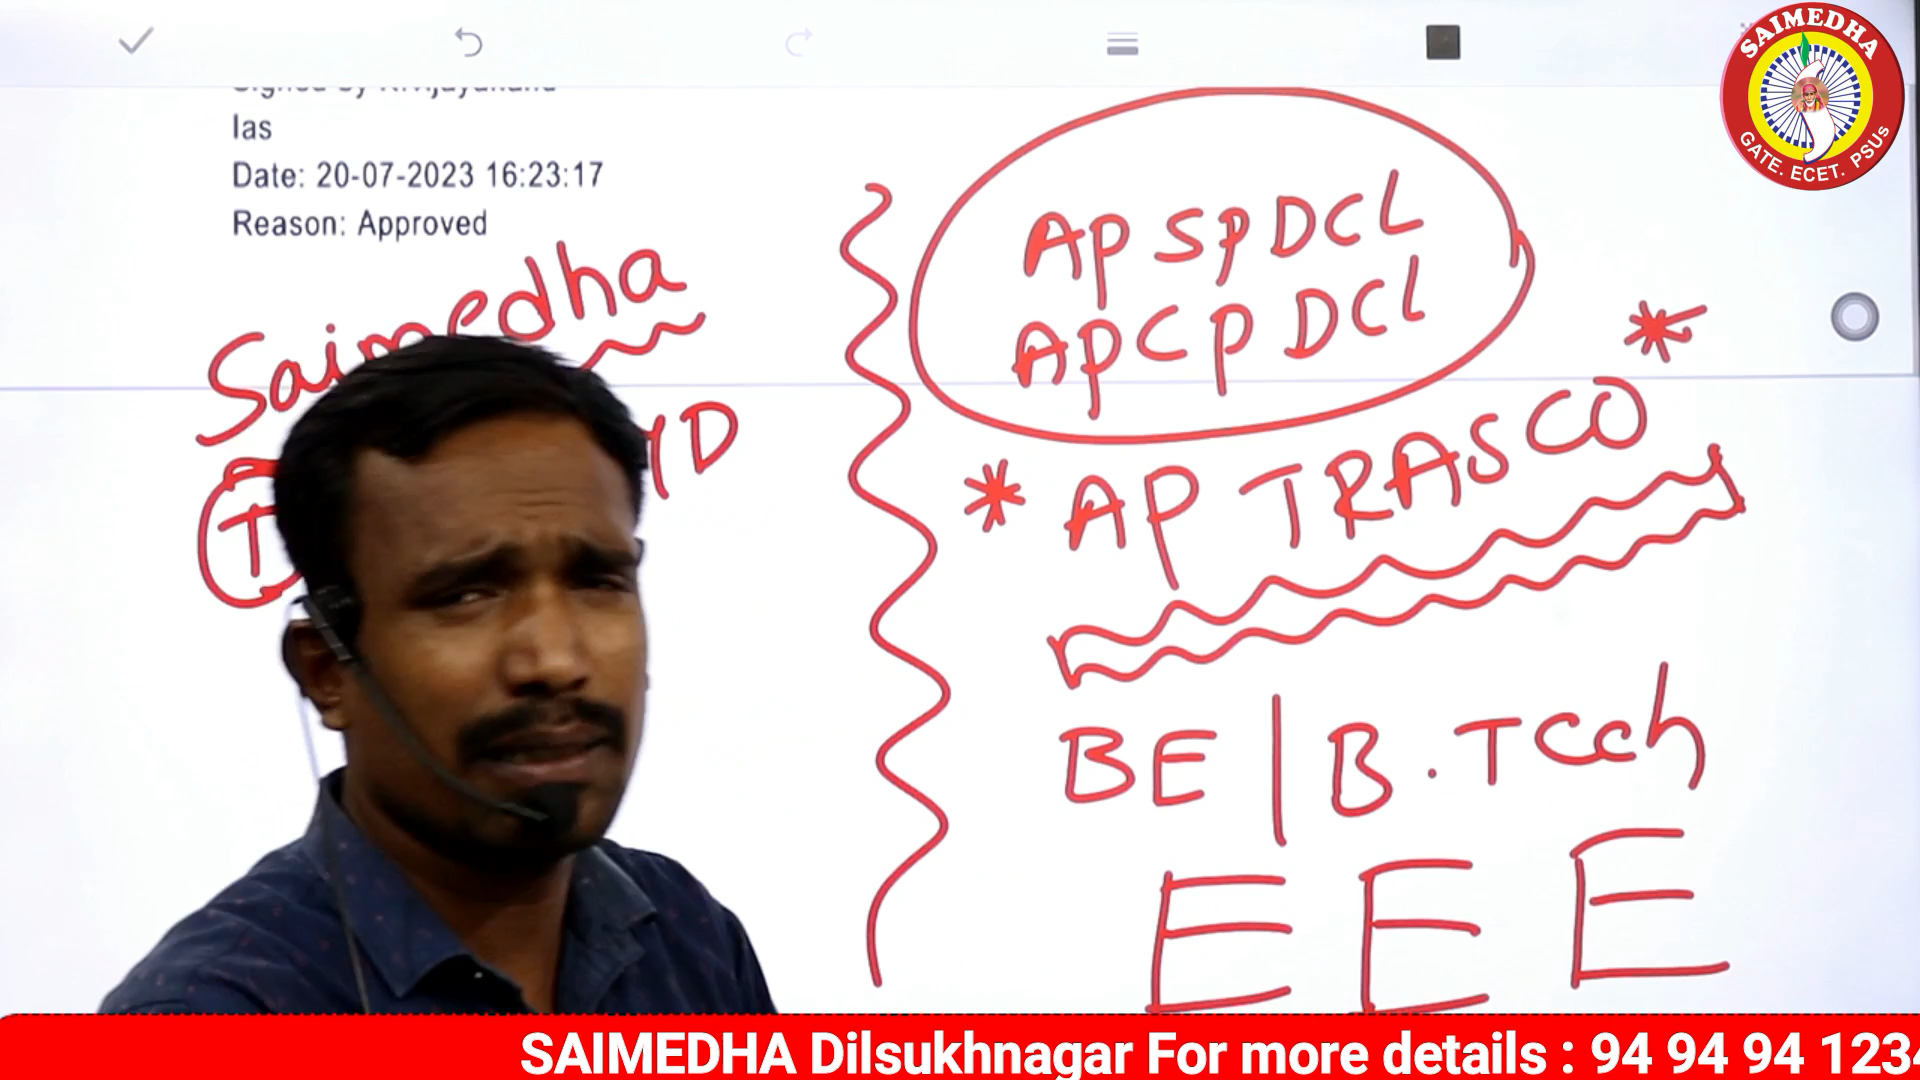 SAIMEDHA
GATE. ECET. PSUs
Ias
Date: 20-07-2023 16:23:17
Reason: Approved
Saimedha
AP SPDCL
APCPDCL
* AP TRASCO *
BE | B.Tech
EEE
SAIMEDHA Dilsukhnagar For more details : 94 94 94 123